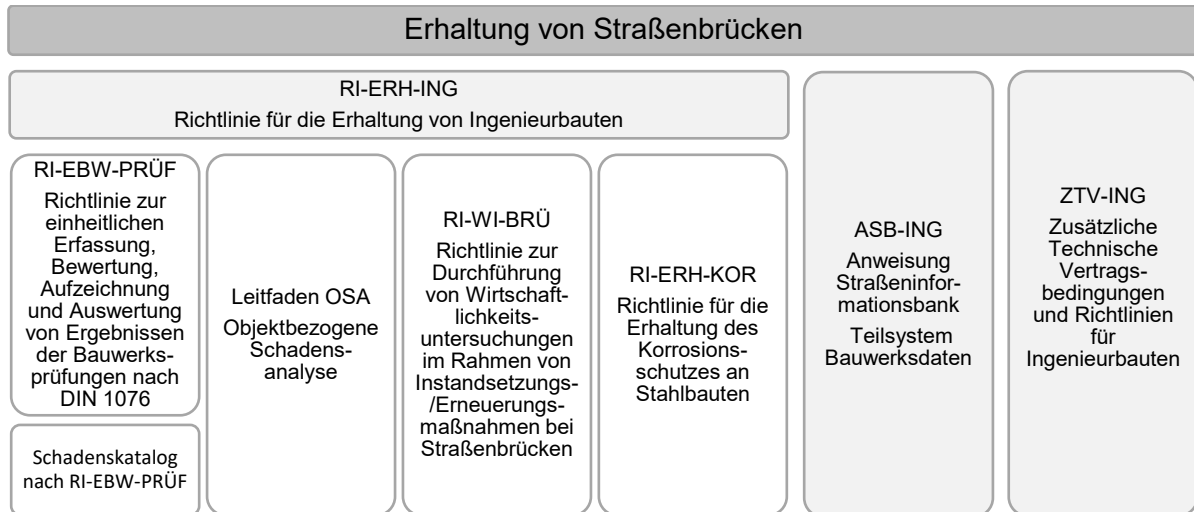 Erhaltung von Straßenbrücken
RI-ERH-ING
Richtlinie für die Erhaltung von Ingenieurbauten
RI-EBW-PRÜF
Richtlinie zur
einheitlichen
Erfassung,
Bewertung,
Aufzeichnung
und Auswertung
von Ergebnissen
der Bauwerks-
prüfungen nach
DIN 1076
Schadenskatalog
nach RI-EBW-PRÜF
Leitfaden OSA
Objektbezogene
Schadens-
analyse
RI-WI-BRÜ
Richtlinie zur
Durchführung
von Wirtschaft-
lichkeits-
untersuchungen
im Rahmen von
Instandsetzungs-
/Erneuerungs-
maßnahmen bei
Straßenbrücken
RI-ERH-KOR
Richtlinie für die
Erhaltung des
Korrosions-
schutzes an
Stahlbauten
ASB-ING
Anweisung
Straßeninfor-
mationsbank
Teilsystem
Bauwerksdaten
ZTV-ING
Zusätzliche
Technische
Vertrags-
bedingungen
und Richtlinien
für
Ingenieurbauten